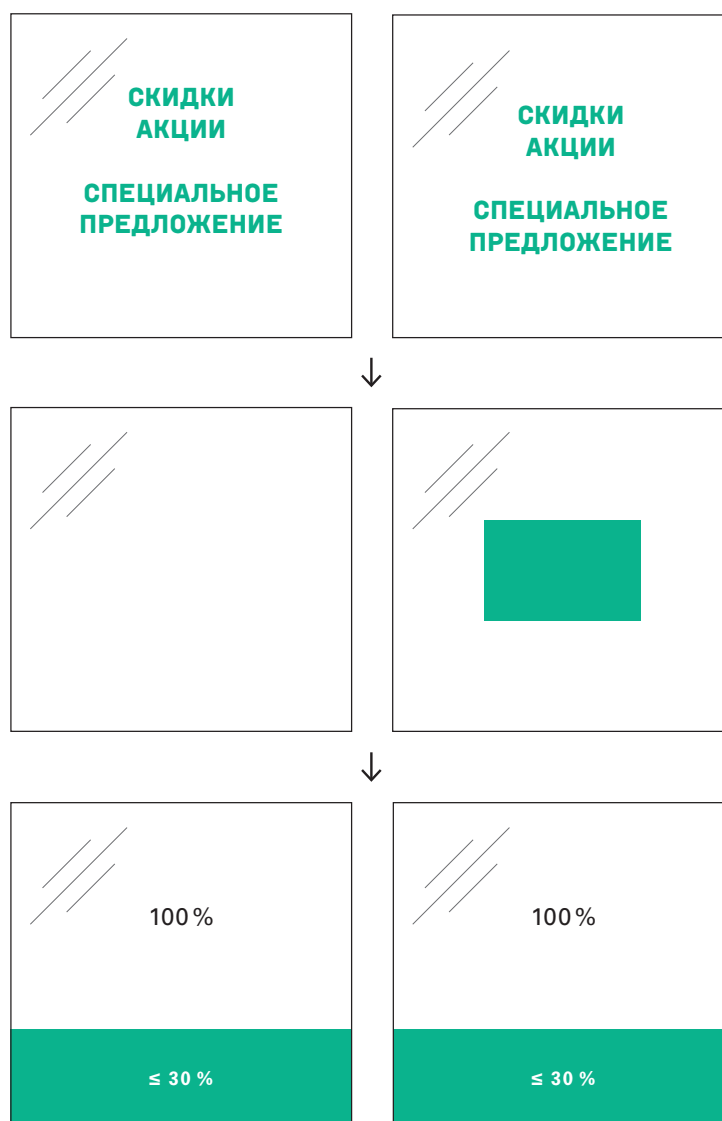 СКИДКИ
АКЦИИ
СПЕЦИАЛЬНОЕ
ПРЕДЛОЖЕНИЕ
СКИДКИ
АКЦИИ
СПЕЦИАЛЬНОЕ
ПРЕДЛОЖЕНИЕ
100 %
100 %
≤ 30 %
≤ 30 %